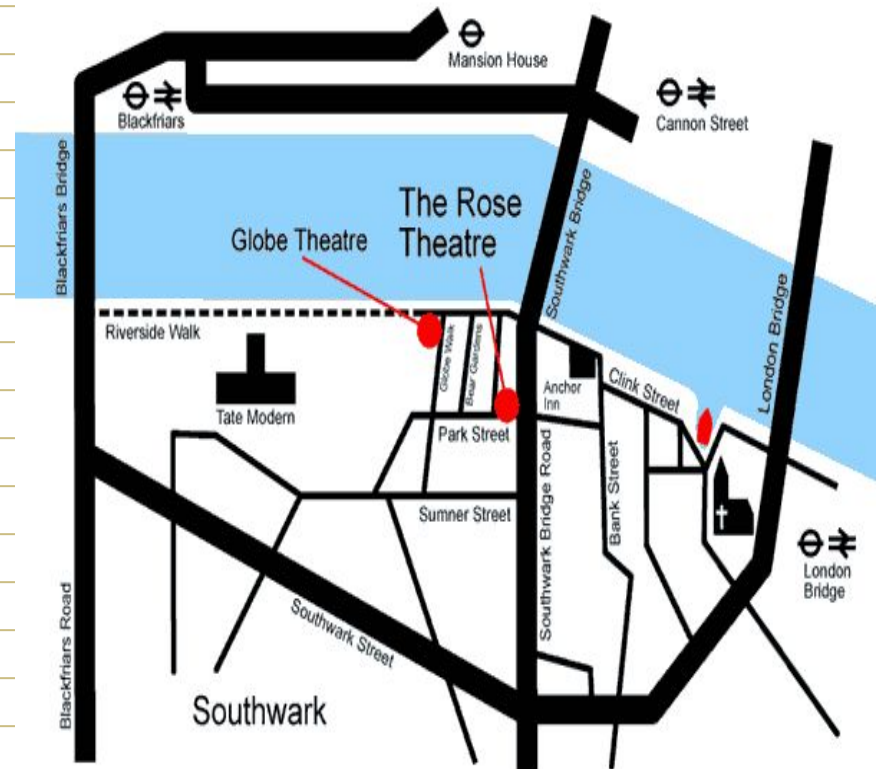 Mansion House
Blackfriars
Cannon Street
Blackfriars Bridge
The Rose
Theatre
Globe Theatre
Southwark Bridge
London Bridge
Riverside Walk
Globe Walk
Bear Gardens
Tate Modern
Anchor
Inn
Clink Street
Park Street
Sumner Street
Southwark Bridge Road
Bank Street
London
Bridge
Southwark Street
Blackfriars Road
Southwark